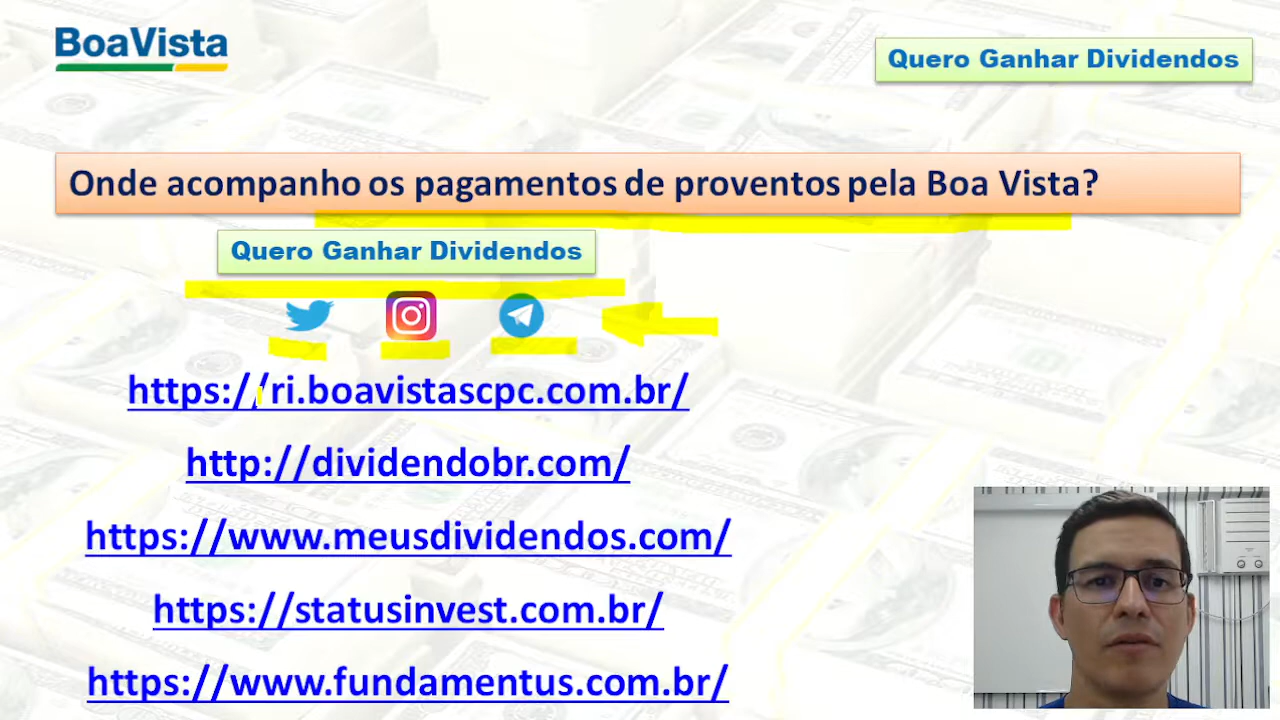 BoaVista
Quero Ganhar Dividendos
Onde acompanho os pagamentos de proventos pela Boa Vista?
Quero Ganhar Dividendos
https://ri.boavistascpc.com.br/
http://dividendobr.com/
https://www.meusdividendos.com/
https://statusinvest.com.br/
https://www.fundamentus.com.br/